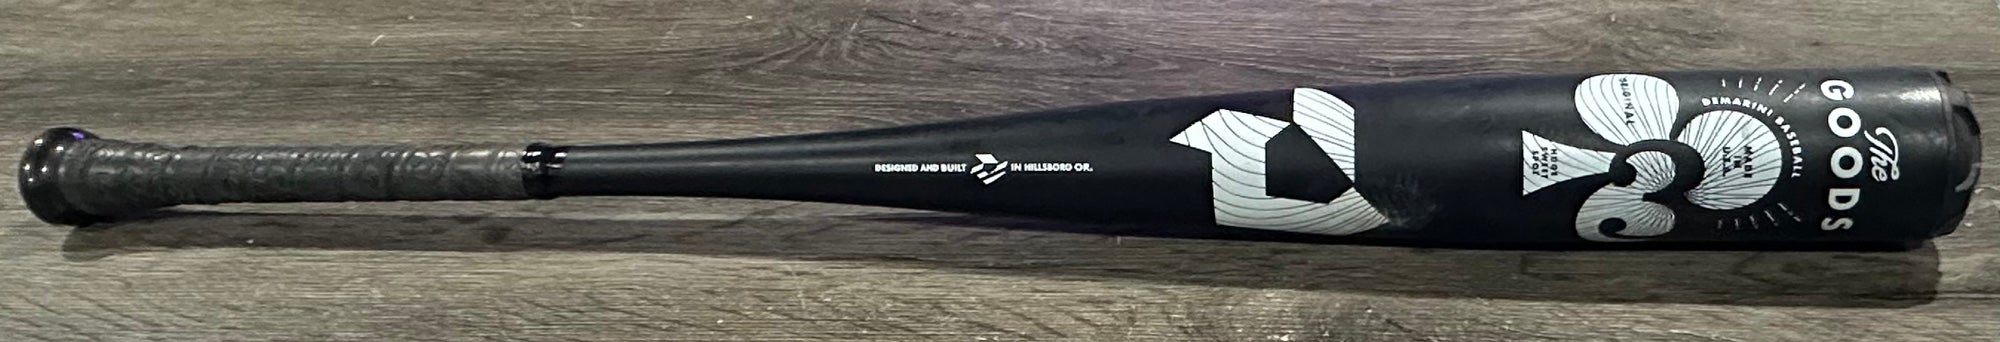 DESIGNED AND BUILT IN HILLSBORO OR.
ORIGINAL
HUGE
SWEET
SPOT
MADE
IN
U.S.A.
DEMARINI BASEBALL
The
GOODS